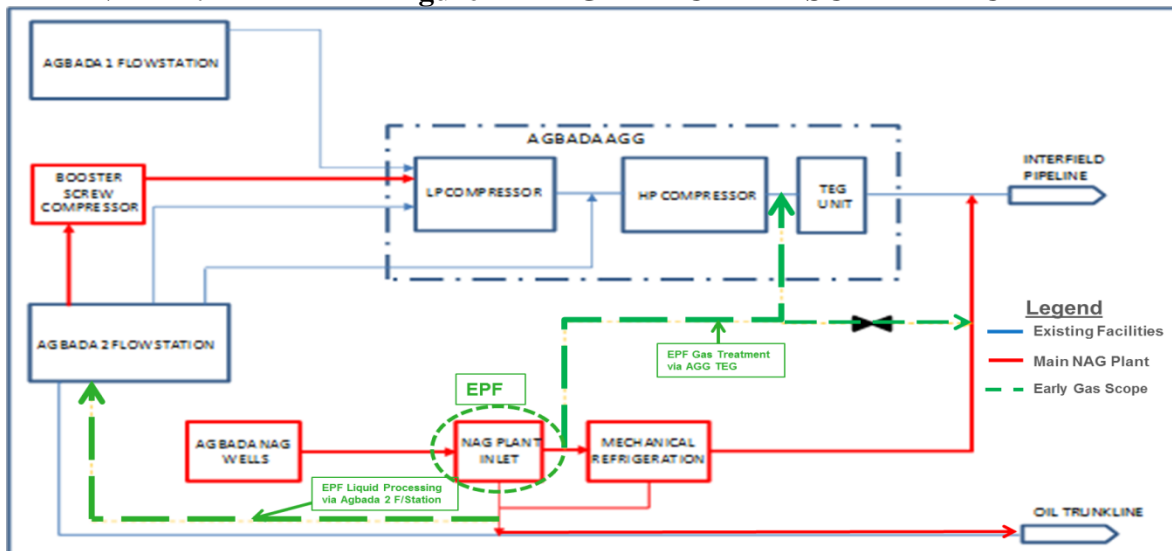 AGBADA 1 FLOWSTATION
AGBADA AGG
BOOSTER
SCREW
COMPRESSOR
LP COMPRESSOR
HP COMPRESSOR
TEG
UNIT
INTERFIELD
PIPELINE
AGBADA 2 FLOWSTATION
EPF Gas Treatment
via AGG TEG
Legend
Existing Facilities
Main NAG Plant
Early Gas Scope
EPF
AGBADA NAG
WELLS
NAG PLANT
INLET
MECHANICAL
REFRIGERATION
EPF Liquid Processing
via Agbada 2 F/Station
OIL TRUNKLINE